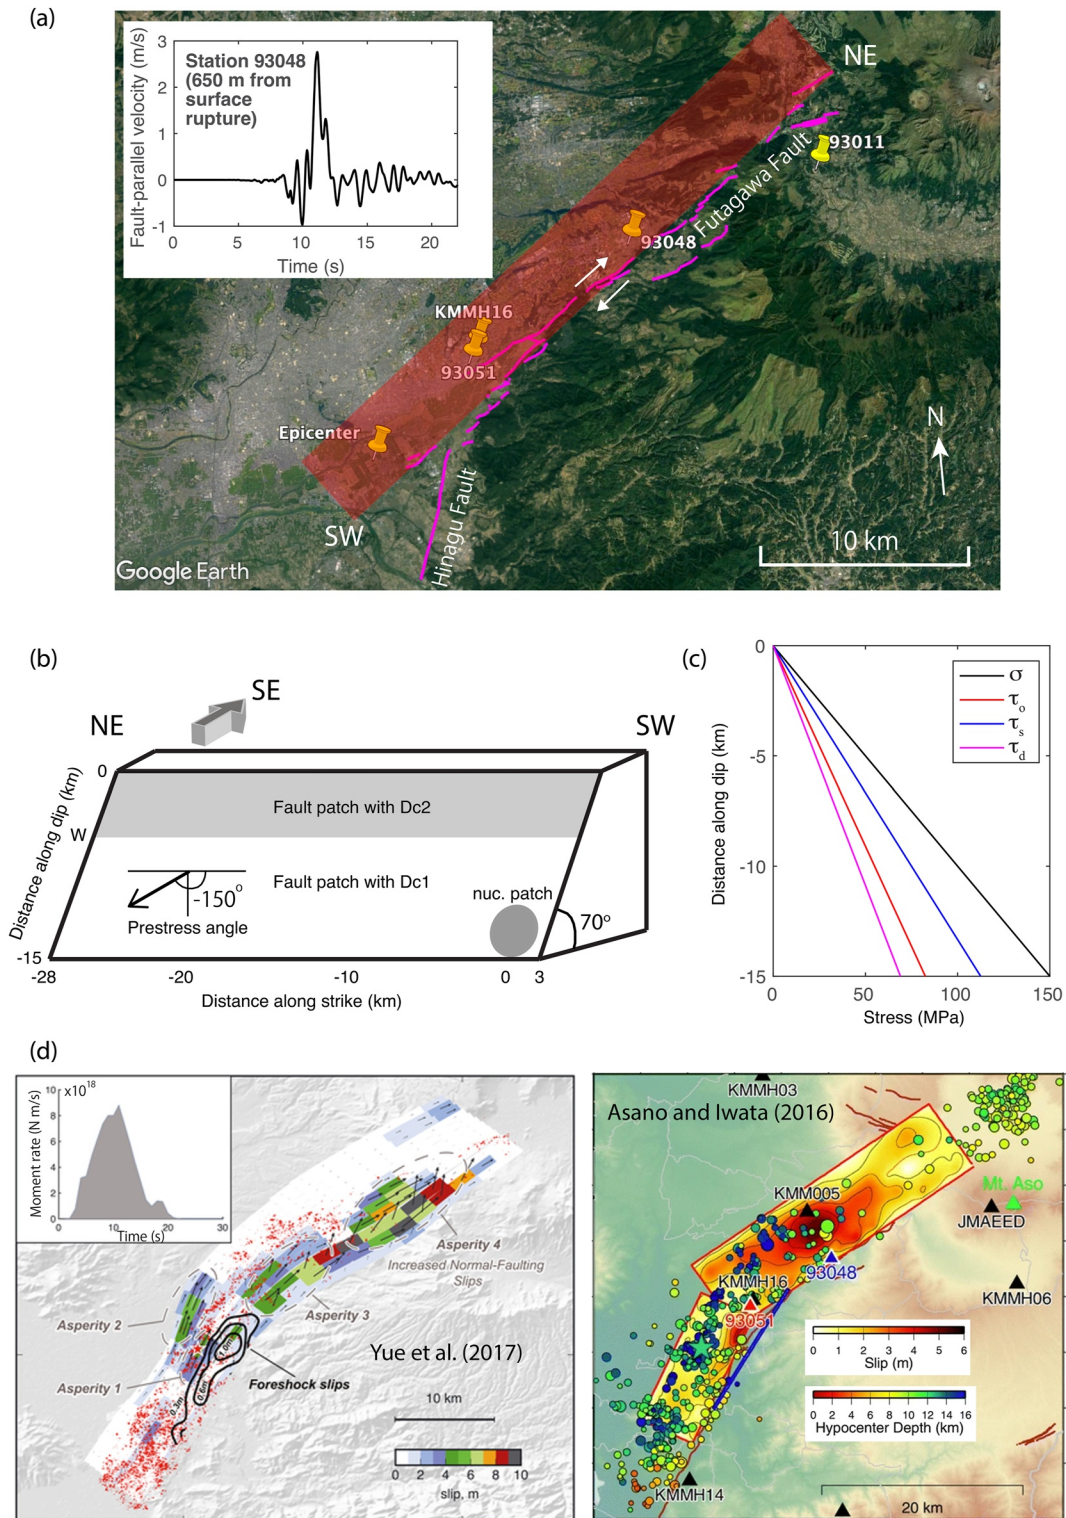 (a)
Fault-parallel velocity (m/s)
3
2
1
0
-1
Station 93048
(650 m from
surface
rupture)
0
5
10
15
20
Time (s)
NE
93011
Futagawa Fault
93048
KMMH16
93051
Epicenter
SW
Hinagu Fault
N
10 km
Google Earth
(b)
SE
NE
SW
0
Distance along dip (km)
W
-15
Fault patch with Dc2
Fault patch with Dc1
-150°
Prestress angle
nuc. patch
70°
-28
-20
-10
0
3
Distance along strike (km)
(c)
0
-5
-10
-15
Distance along dip (km)
σ
τo
τs
τd
0
50
100
150
Stress (MPa)
(d)
x10^18
10
8
6
4
2
0
Moment rate (N m/s)
0
10
20
30
Time (s)
Asperity 4
Increased Normal-Faulting
Slips
Asperity 3
Asperity 2
Asperity 1
Yue et al. (2017)
1.0m
0.6m
0.3m
Foreshock slips
10 km
0
2
4
6
8
10
slip, m
KMMH03
Asano and Iwata (2016)
KMM005
Mt. Aso
JMAEED
93048
KMMH16
KMMH06
93051
0 1 2 3 4 5 6
Slip (m)
0 2 4 6 8 10 12 14 16
Hypocenter Depth (km)
KMMH14
20 km